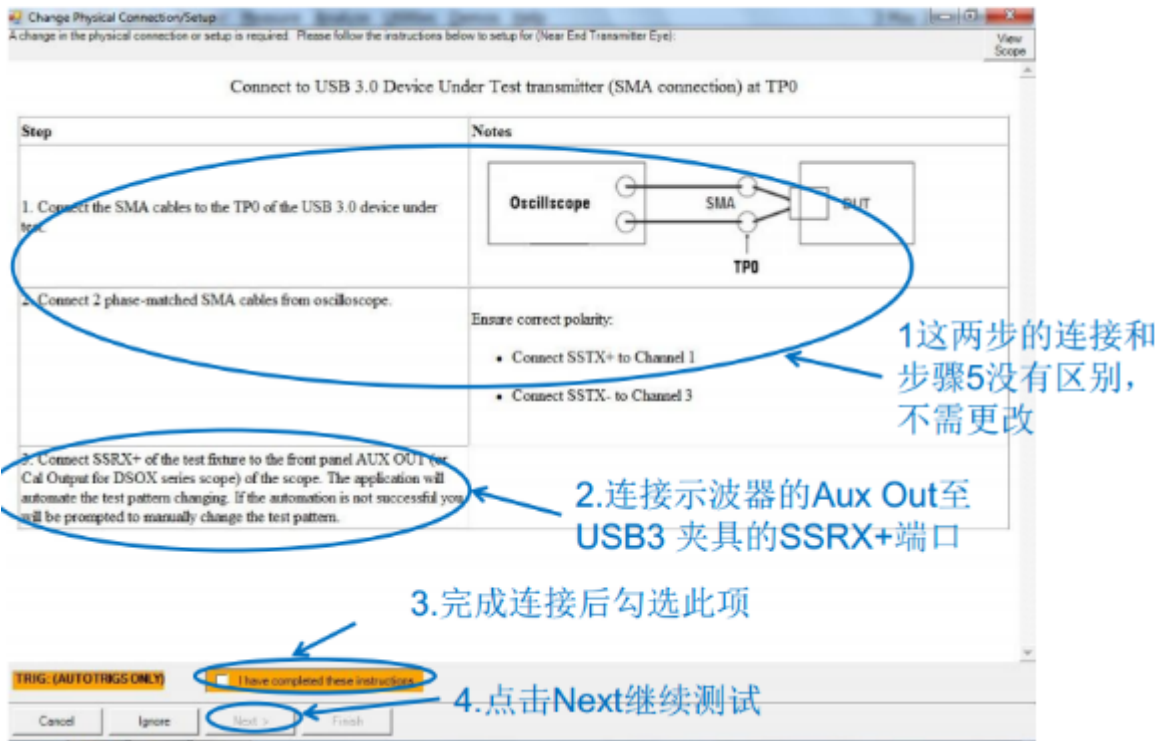 Change Physical Connection/Setup
A change in the physical connection or setup is required. Please follow the instructions below to setup for (Near End Transmitter Eye):
View
Scope
Connect to USB 3.0 Device Under Test transmitter (SMA connection) at TP0
Step
Notes
1. Connect the SMA cables to the TP0 of the USB 3.0 device under
test.
Oscilloscope
SMA
DUT
TP0
2. Connect 2 phase-matched SMA cables from oscilloscope.
Ensure correct polarity:
• Connect SSTX+ to Channel 1
• Connect SSTX- to Channel 3
1这两步的连接和
步骤5没有区别，
不需更改
3. Connect SSRX+ of the test fixture to the front panel AUX OUT (or
Cal Output for DSOX series scope) of the scope. The application will
automate the test pattern changing. If the automation is not successful you
will be prompted to manually change the test pattern.
2.连接示波器的Aux Out至
USB3 夹具的SSRX+端口
3.完成连接后勾选此项
TRIG: (AUTOTRIGS ONLY)
I have completed these instructions
4.点击Next继续测试
Cancel
Ignore
Next >
Finish